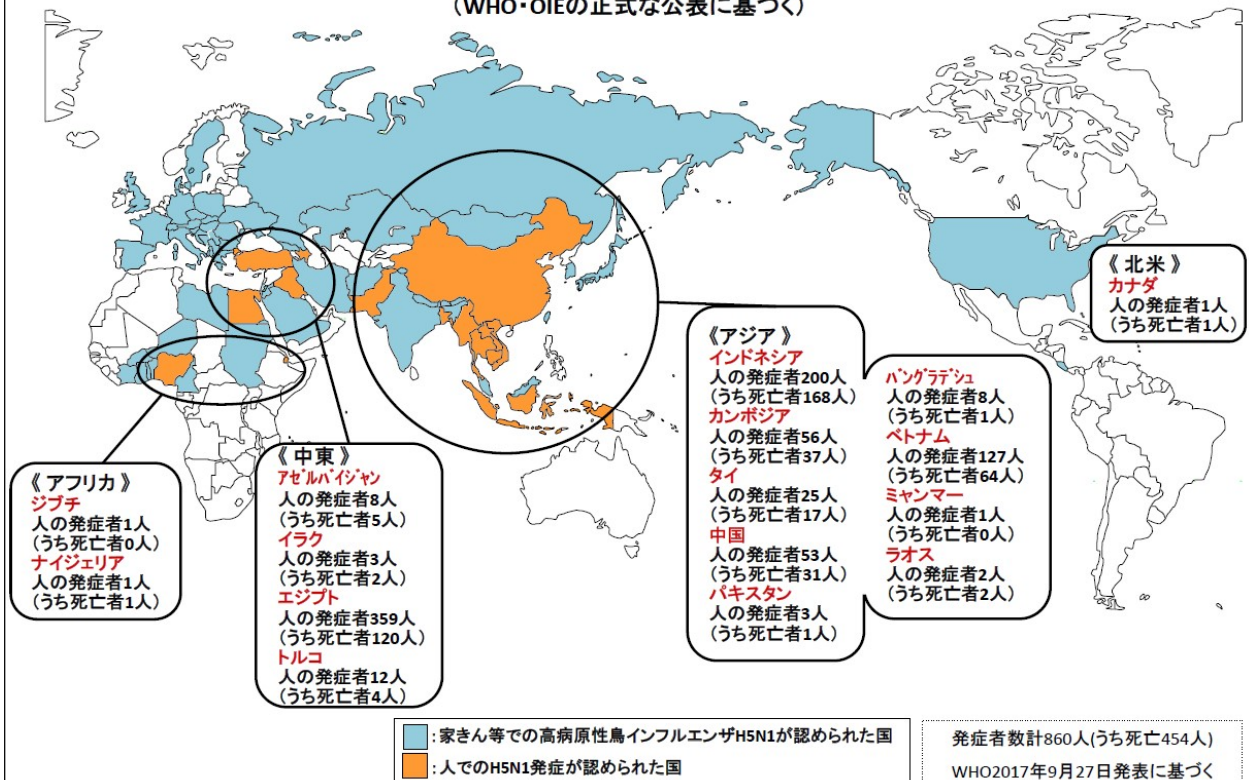 （WHO・OIEの正式な公表に基づく）
《 北米 》
カナダ
人の発症者1人
（うち死亡者1人）
《アジア 》
インドネシア
人の発症者200人
（うち死亡者168人）
カンボジア
人の発症者56人
（うち死亡者37人）
タイ
人の発症者25人
（うち死亡者17人）
中国
人の発症者53人
（うち死亡者31人）
パキスタン
人の発症者3人
（うち死亡者1人）
バングラデシュ
人の発症者8人
（うち死亡者1人）
ベトナム
人の発症者127人
（うち死亡者64人）
ミャンマー
人の発症者1人
（うち死亡者0人）
ラオス
人の発症者2人
（うち死亡者2人）
《 中東 》
アゼルバイジャン
人の発症者8人
（うち死亡者5人）
イラク
人の発症者3人
（うち死亡者2人）
エジプト
人の発症者359人
（うち死亡者120人）
トルコ
人の発症者12人
（うち死亡者4人）
《 アフリカ 》
ジブチ
人の発症者1人
（うち死亡者0人）
ナイジェリア
人の発症者1人
（うち死亡者1人）
：家きん等での高病原性鳥インフルエンザH5N1が認められた国
：人でのH5N1発症が認められた国
発症者数計860人(うち死亡454人)
WHO2017年9月27日発表に基づく